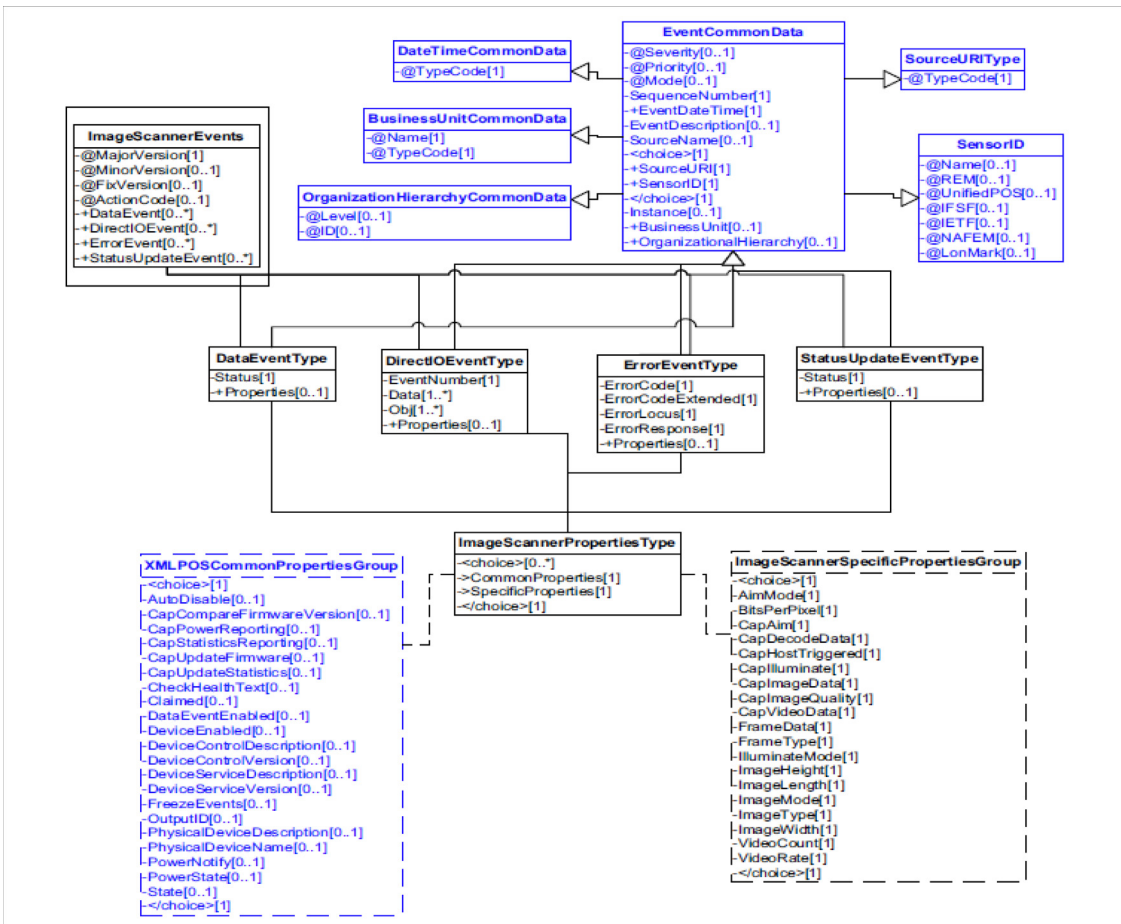 EventCommonData
-@Severity[0..1]
-@Priority[0..1]
-@Mode[0..1]
-SequenceNumber[1]
-+EventDateTime[1]
-EventDescription[0..1]
-SourceName[0..1]
-<choice>[1]
-+SourceURI[1]
-+SensorID[1]
-</choice>[1]
-Instance[0..1]
-+BusinessUnit[0..1]
-+OrganizationalHierarchy[0..1]
DateTimeCommonData
-@TypeCode[1]
SourceURIType
-@TypeCode[1]
ImageScannerEvents
-@MajorVersion[1]
-@MinorVersion[0..1]
-@FixVersion[0..1]
-@ActionCode[0..1]
-+DataEvent[0..*]
-+DirectIOEvent[0..*]
-+ErrorEvent[0..*]
-+StatusUpdateEvent[0..*]
BusinessUnitCommonData
-@Name[1]
-@TypeCode[1]
SensorID
-@Name[0..1]
-@REM[0..1]
-@UnifiedPOS[0..1]
-@IFSF[0..1]
-@IETF[0..1]
-@NAFEM[0..1]
-@LonMark[0..1]
OrganizationHierarchyCommonData
-@Level[0..1]
-@ID[0..1]
DataEventType
-Status[1]
-+Properties[0..1]
DirectIOEventType
-EventNumber[1]
-Data[1..*]
-Obj[1..*]
-+Properties[0..1]
ErrorEventType
-ErrorCode[1]
-ErrorCodeExtended[1]
-ErrorLocus[1]
-ErrorResponse[1]
-+Properties[0..1]
StatusUpdateEventType
-Status[1]
-+Properties[0..1]
ImageScannerPropertiesType
-<choice>[0..*]
->CommonProperties[1]
->SpecificProperties[1]
-</choice>[1]
XMLPOSCommonPropertiesGroup
-<choice>[1]
-AutoDisable[0..1]
-CapCompareFirmwareVersion[0..1]
-CapPowerReporting[0..1]
-CapStatisticsReporting[0..1]
-CapUpdateFirmware[0..1]
-CapUpdateStatistics[0..1]
-CheckHealthText[0..1]
-Claimed[0..1]
-DataEventEnabled[0..1]
-DeviceEnabled[0..1]
-DeviceControlDescription[0..1]
-DeviceControlVersion[0..1]
-DeviceServiceDescription[0..1]
-DeviceServiceVersion[0..1]
-FreezeEvents[0..1]
-OutputID[0..1]
-PhysicalDeviceDescription[0..1]
-PhysicalDeviceName[0..1]
-PowerNotify[0..1]
-PowerState[0..1]
-State[0..1]
-</choice>[1]
ImageScannerSpecificPropertiesGroup
-<choice>[1]
-AimMode[1]
-BitsPerPixel[1]
-CapAim[1]
-CapDecodeData[1]
-CapHostTriggered[1]
-CapIlluminate[1]
-CapImageData[1]
-CapImageQuality[1]
-CapVideoData[1]
-FrameData[1]
-FrameType[1]
-IlluminateMode[1]
-ImageHeight[1]
-ImageLength[1]
-ImageMode[1]
-ImageType[1]
-ImageWidth[1]
-VideoCount[1]
-VideoRate[1]
-</choice>[1]